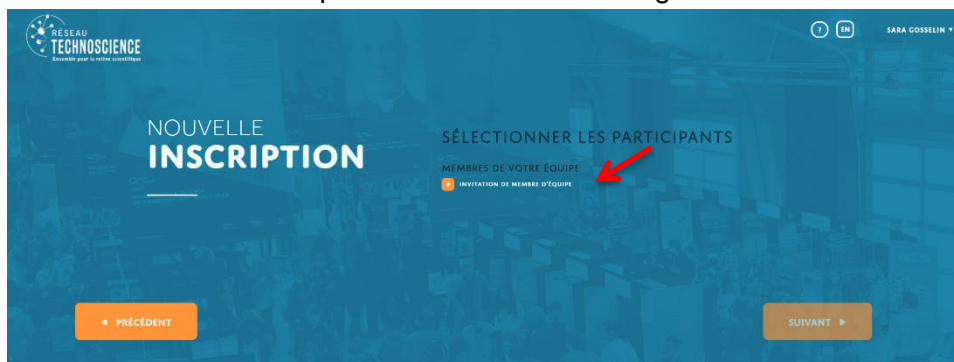 RÉSEAU
TECHNOSCIENCE
Ensemble pour la relève scientifique
?
EN
SARA GOSSELIN
NOUVELLE
INSCRIPTION
SÉLECTIONNER LES PARTICIPANTS
MEMBRES DE VOTRE ÉQUIPE
+ INVITATION DE MEMBRE D'ÉQUIPE
PRÉCÉDENT
SUIVANT